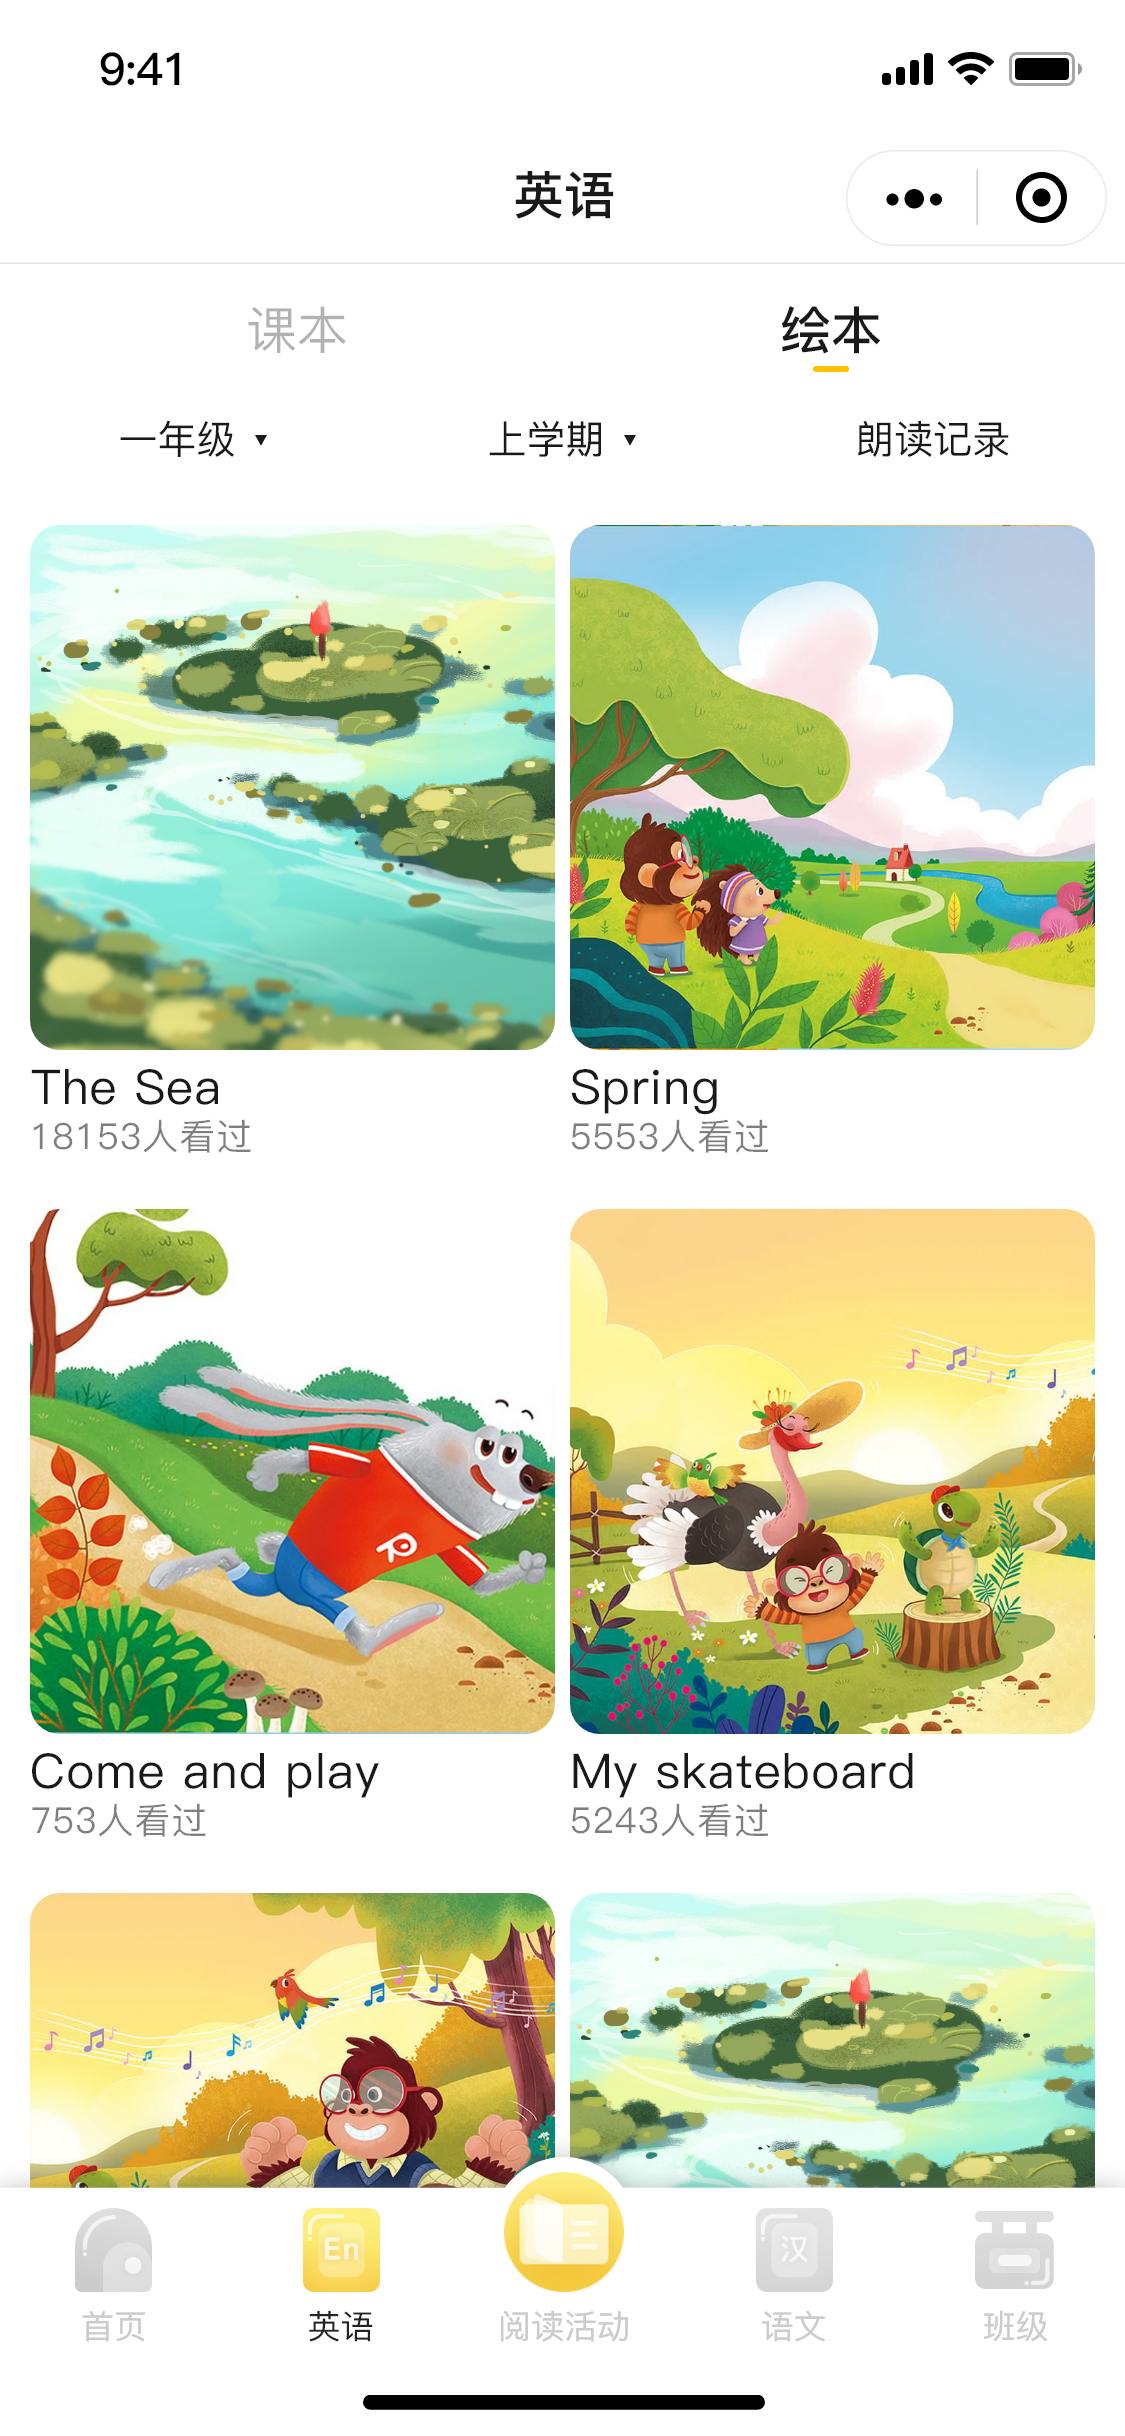 9:41
英语
课本
绘本
一年级
上学期
朗读记录
The Sea
18153人看过
Spring
5553人看过
Come and play
753人看过
My skateboard
5243人看过
首页
En
英语
阅读活动
汉
语文
班级